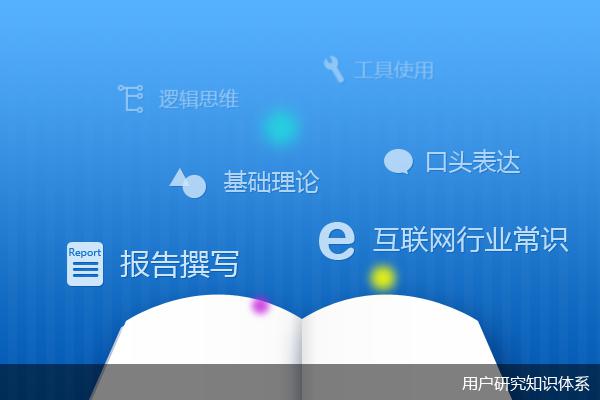 工具使用
逻辑思维
口头表达
基础理论
互联网行业常识
Report
报告撰写
用户研究知识体系